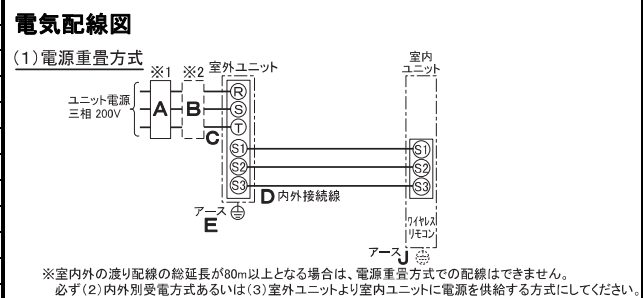 電気配線図
(1)電源重畳方式
※1 ※2 室外ユニット
室内
ユニット
ユニット電源
三相 200V
A B C
R
S
T
S1
S2
S3
S1
S2
S3
D 内外接続線
アース
E
ワイヤレス
リモコン
アース J
※室内外の渡り配線の総延長が80m以上となる場合は、電源重畳方式での配線はできません。
必ず(2)内外別受電方式あるいは(3)室外ユニットより室内ユニットに電源を供給する方式にしてください。